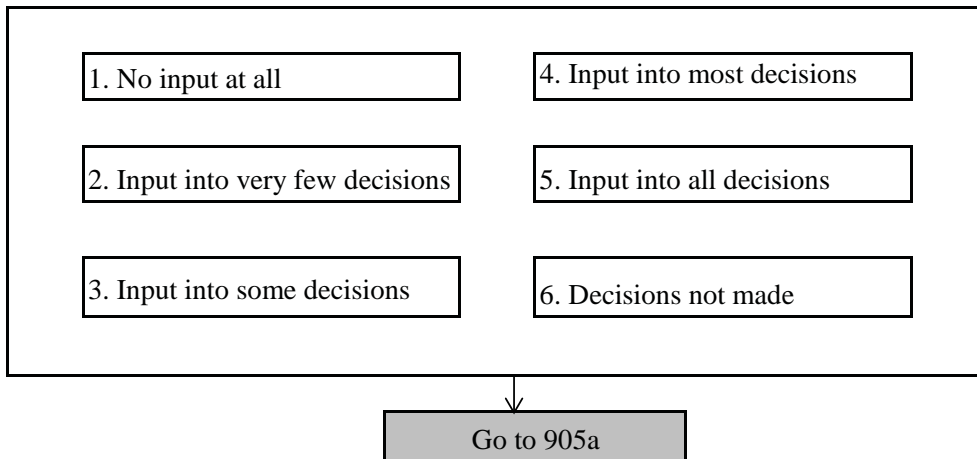 1. No input at all
2. Input into very few decisions
3. Input into some decisions
4. Input into most decisions
5. Input into all decisions
6. Decisions not made
Go to 905a